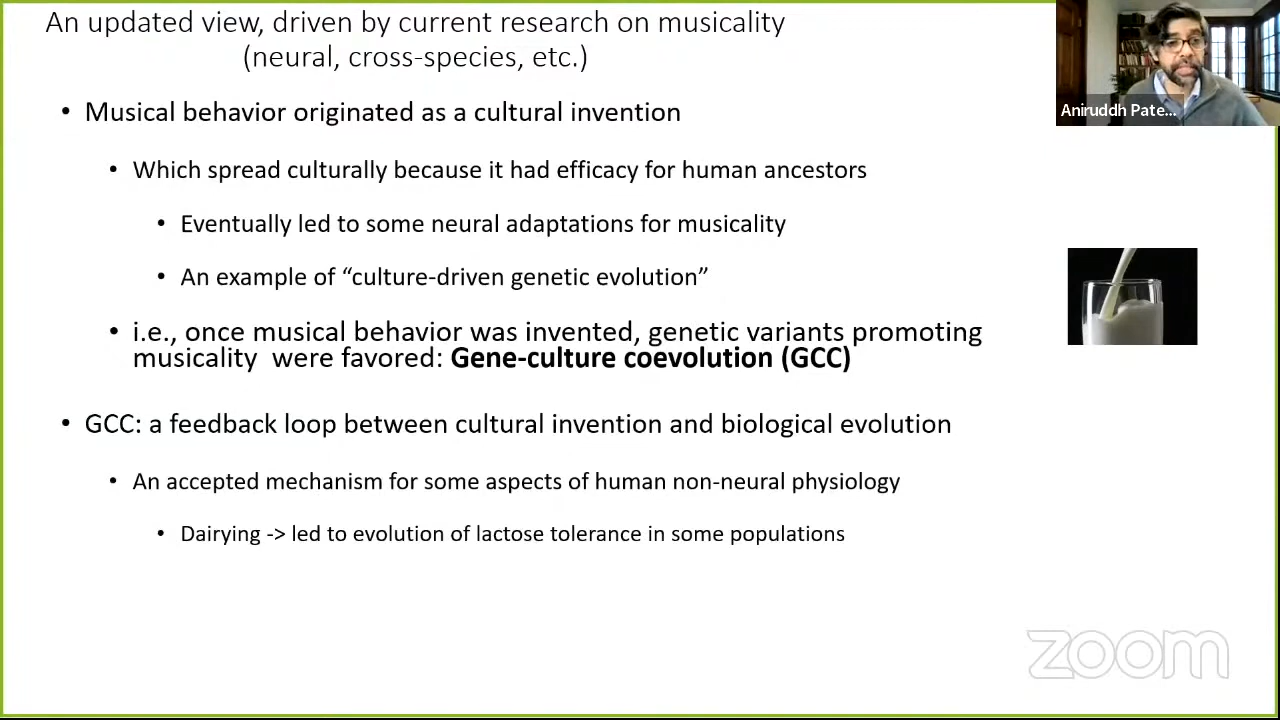 An updated view, driven by current research on musicality
(neural, cross-species, etc.)
Aniruddh Pate...
• Musical behavior originated as a cultural invention
• Which spread culturally because it had efficacy for human ancestors
• Eventually led to some neural adaptations for musicality
• An example of “culture-driven genetic evolution”
• i.e., once musical behavior was invented, genetic variants promoting
musicality  were favored: Gene-culture coevolution (GCC)
• GCC: a feedback loop between cultural invention and biological evolution
• An accepted mechanism for some aspects of human non-neural physiology
• Dairying -> led to evolution of lactose tolerance in some populations
zoom